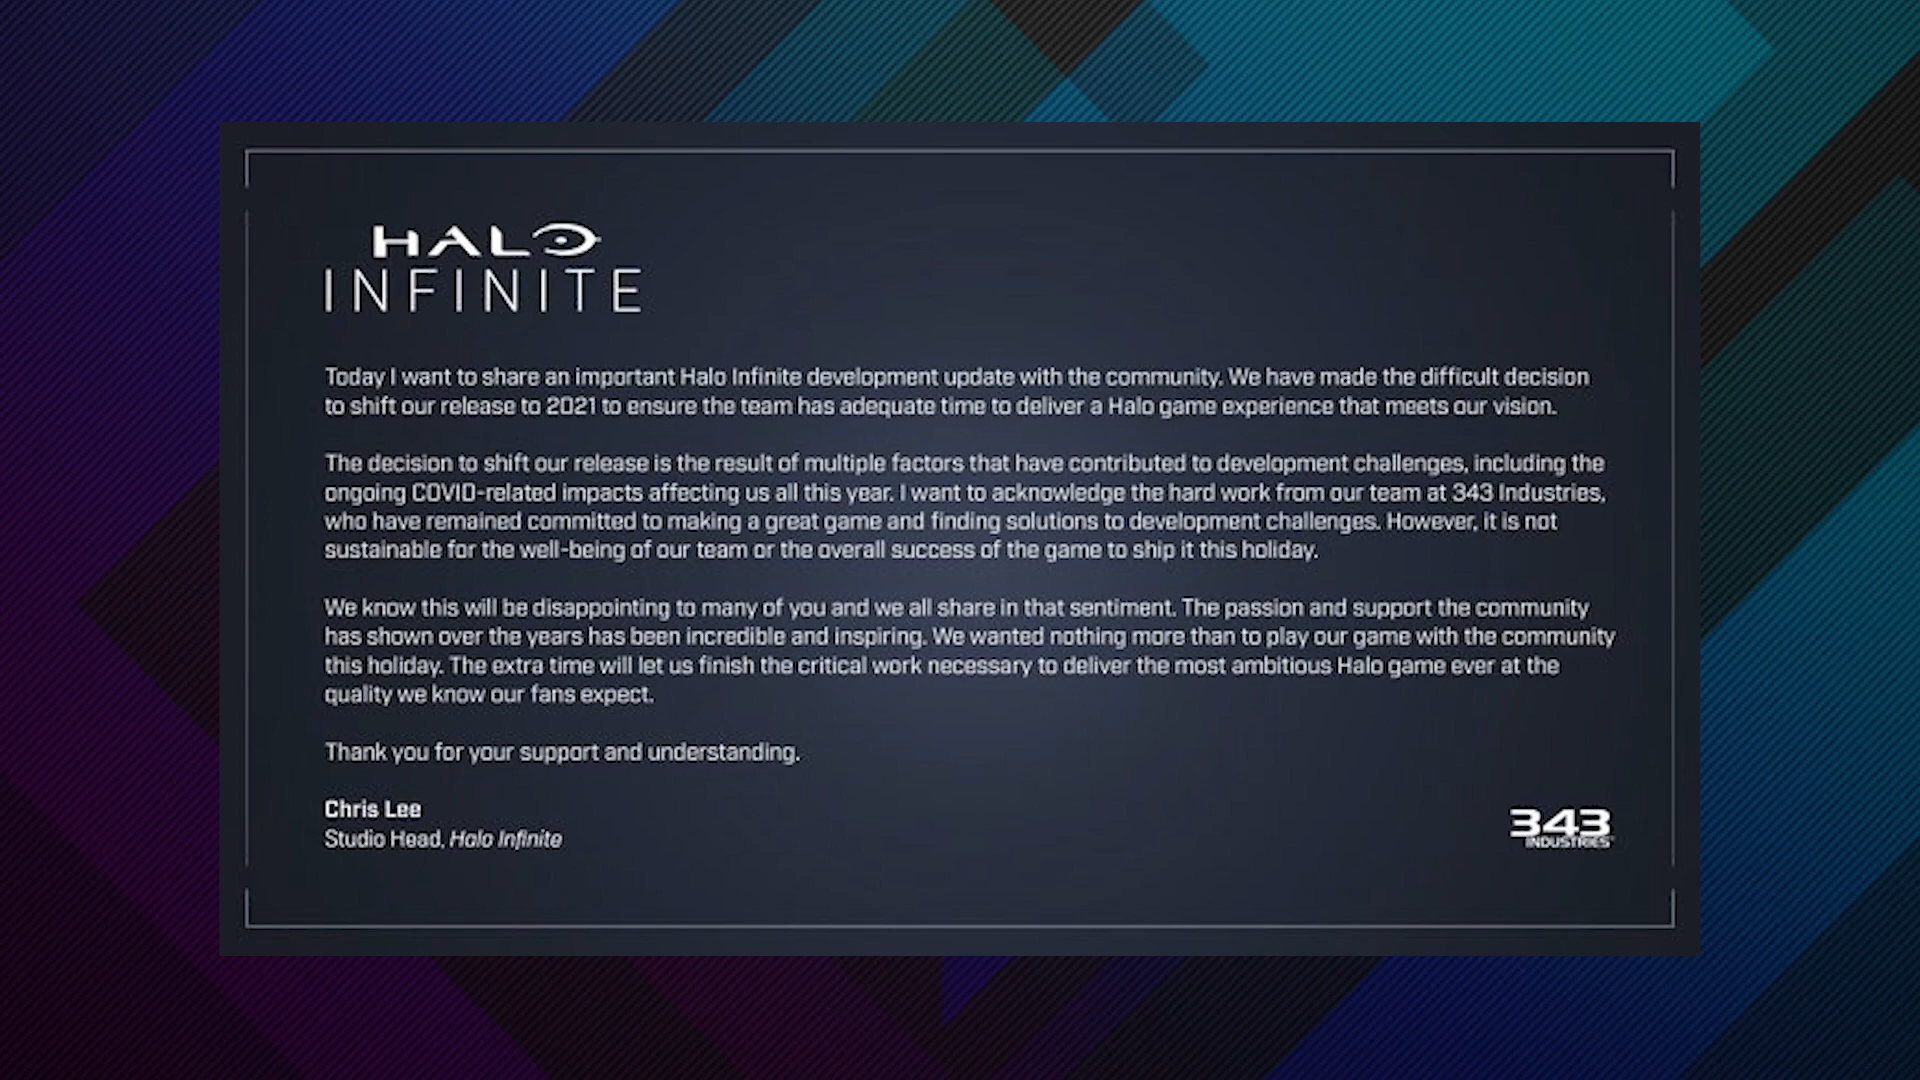 HALO
INFINITE
Today I want to share an important Halo Infinite development update with the community. We have made the difficult decision
to shift our release to 2021 to ensure the team has adequate time to deliver a Halo game experience that meets our vision.
The decision to shift our release is the result of multiple factors that have contributed to development challenges, including the
ongoing COVID-related impacts affecting us all this year. I want to acknowledge the hard work from our team at 343 Industries,
who have remained committed to making a great game and finding solutions to development challenges. However, it is not
sustainable for the well-being of our team or the overall success of the game to ship it this holiday.
We know this will be disappointing to many of you and we all share in that sentiment. The passion and support the community
has shown over the years has been incredible and inspiring. We wanted nothing more than to play our game with the community
this holiday. The extra time will let us finish the critical work necessary to deliver the most ambitious Halo game ever at the
quality we know our fans expect.
Thank you for your support and understanding.
Chris Lee
Studio Head, Halo Infinite
343
INDUSTRIES